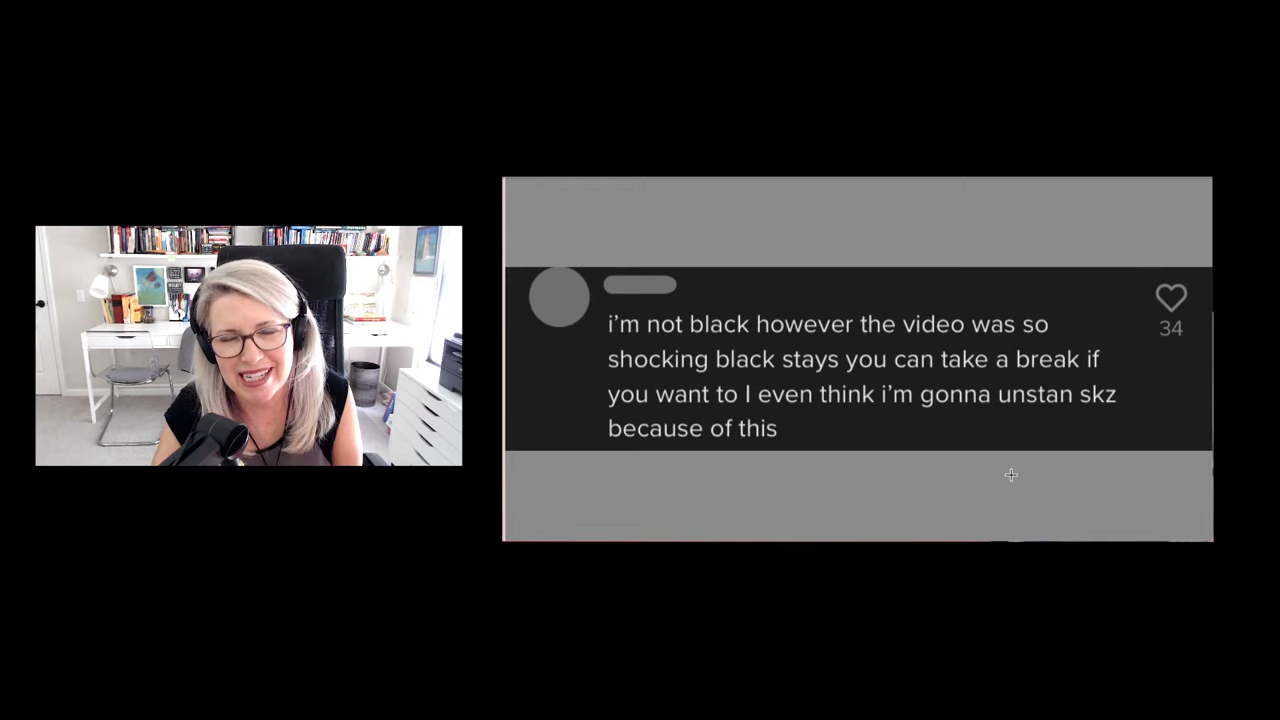 i'm not black however the video was so
shocking black stays you can take a break if
you want to I even think i'm gonna unstan skz
because of this
34